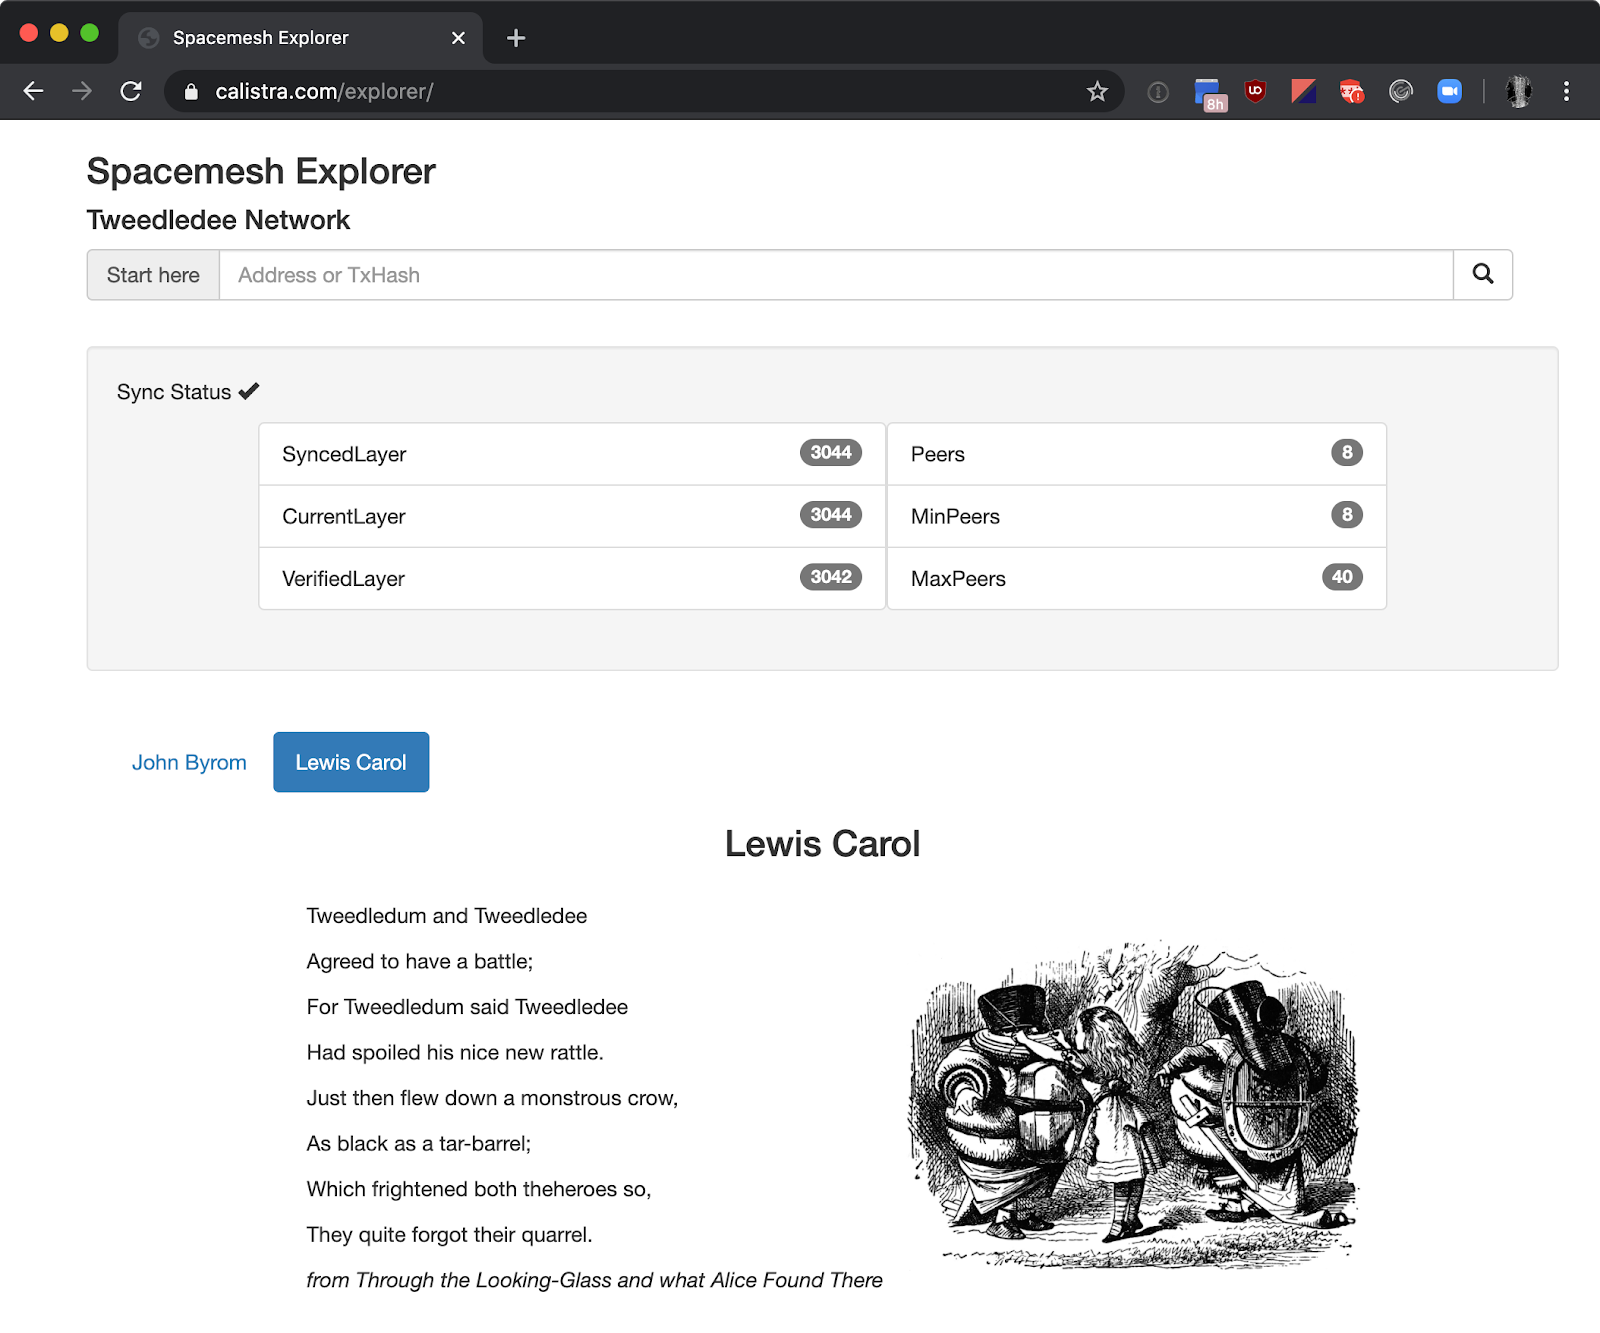 Spacemesh Explorer
calistra.com/explorer/
8h
Spacemesh Explorer
Tweedledee Network
Start here Address or TxHash
Sync Status
SyncedLayer 3044 Peers 8
CurrentLayer 3044 MinPeers 8
VerifiedLayer 3042 MaxPeers 40
John Byrom Lewis Carol
Lewis Carol
Tweedledum and Tweedledee
Agreed to have a battle;
For Tweedledum said Tweedledee
Had spoiled his nice new rattle.
Just then flew down a monstrous crow,
As black as a tar-barrel;
Which frightened both theheroes so,
They quite forgot their quarrel.
from Through the Looking-Glass and what Alice Found There